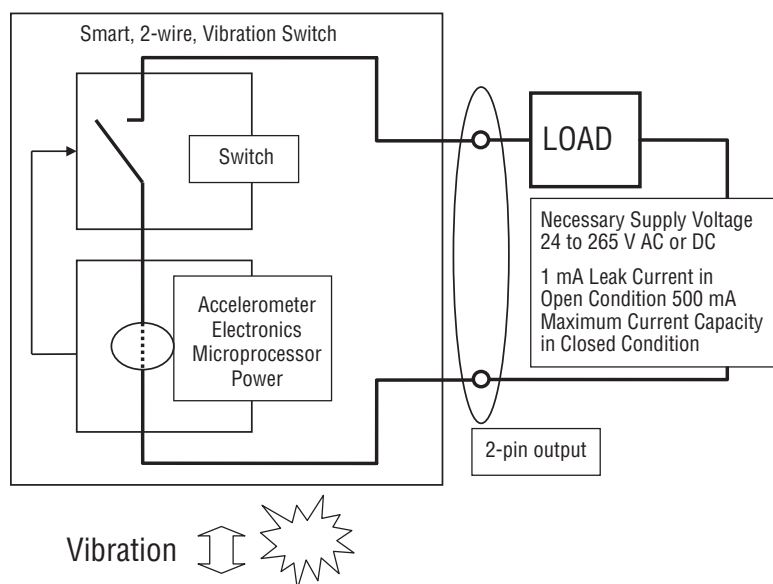 Smart, 2-wire, Vibration Switch
Switch
LOAD
Necessary Supply Voltage
24 to 265 V AC or DC
1 mA Leak Current in
Open Condition 500 mA
Maximum Current Capacity
in Closed Condition
Accelerometer
Electronics
Microprocessor
Power
2-pin output
Vibration